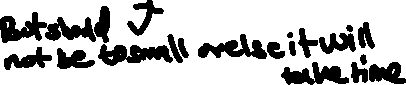 But should
not be too small or else it will
take time